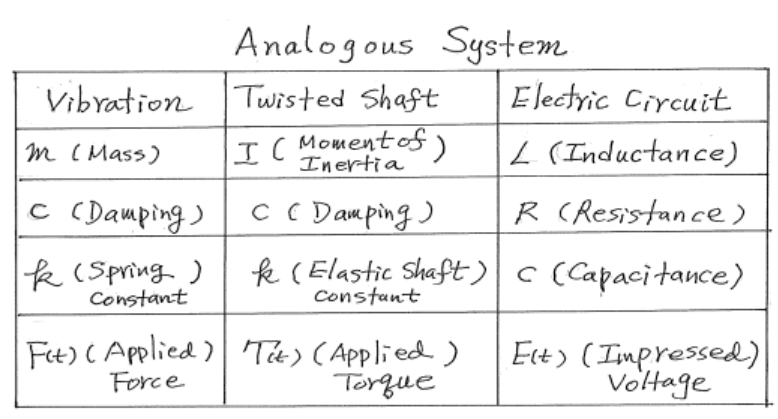 Analogous System
Vibration Twisted Shaft Electric Circuit
m (Mass) I (Moment of Inertia) L (Inductance)
c (Damping) c (Damping) R (Resistance)
k (Spring Constant) k (Elastic Shaft Constant) C (Capacitance)
F(t) (Applied Force) T(t) (Applied Torque) E(t) (Impressed Voltage)